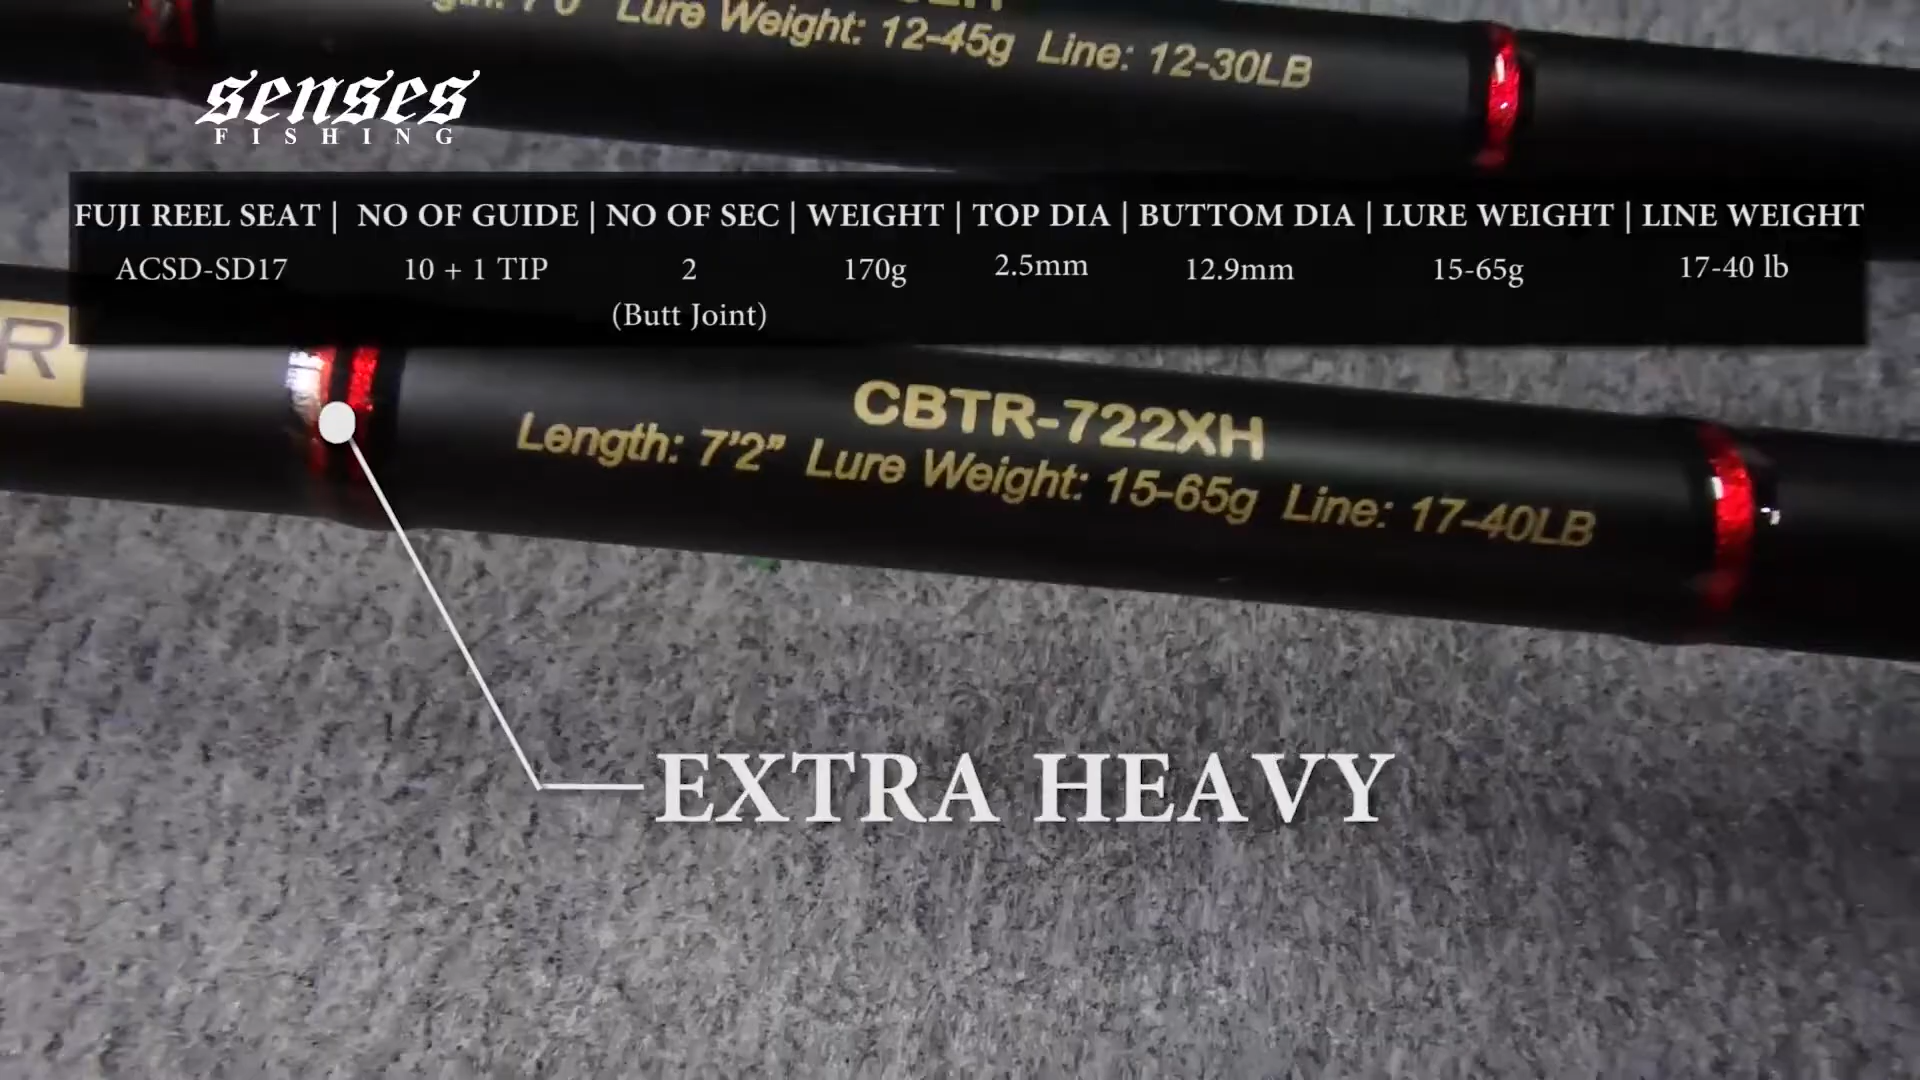 Lure Weight: 12-45g Line: 12-30LB
senses
FISHING
FUJI REEL SEAT | NO OF GUIDE | NO OF SEC | WEIGHT | TOP DIA | BUTTOM DIA | LURE WEIGHT | LINE WEIGHT
ACSD-SD17 10 + 1 TIP 2 170g 2.5mm 12.9mm 15-65g 17-40 lb
(Butt Joint)
R
CBTR-722XH
Length: 7'2” Lure Weight: 15-65g Line: 17-40LB
EXTRA HEAVY